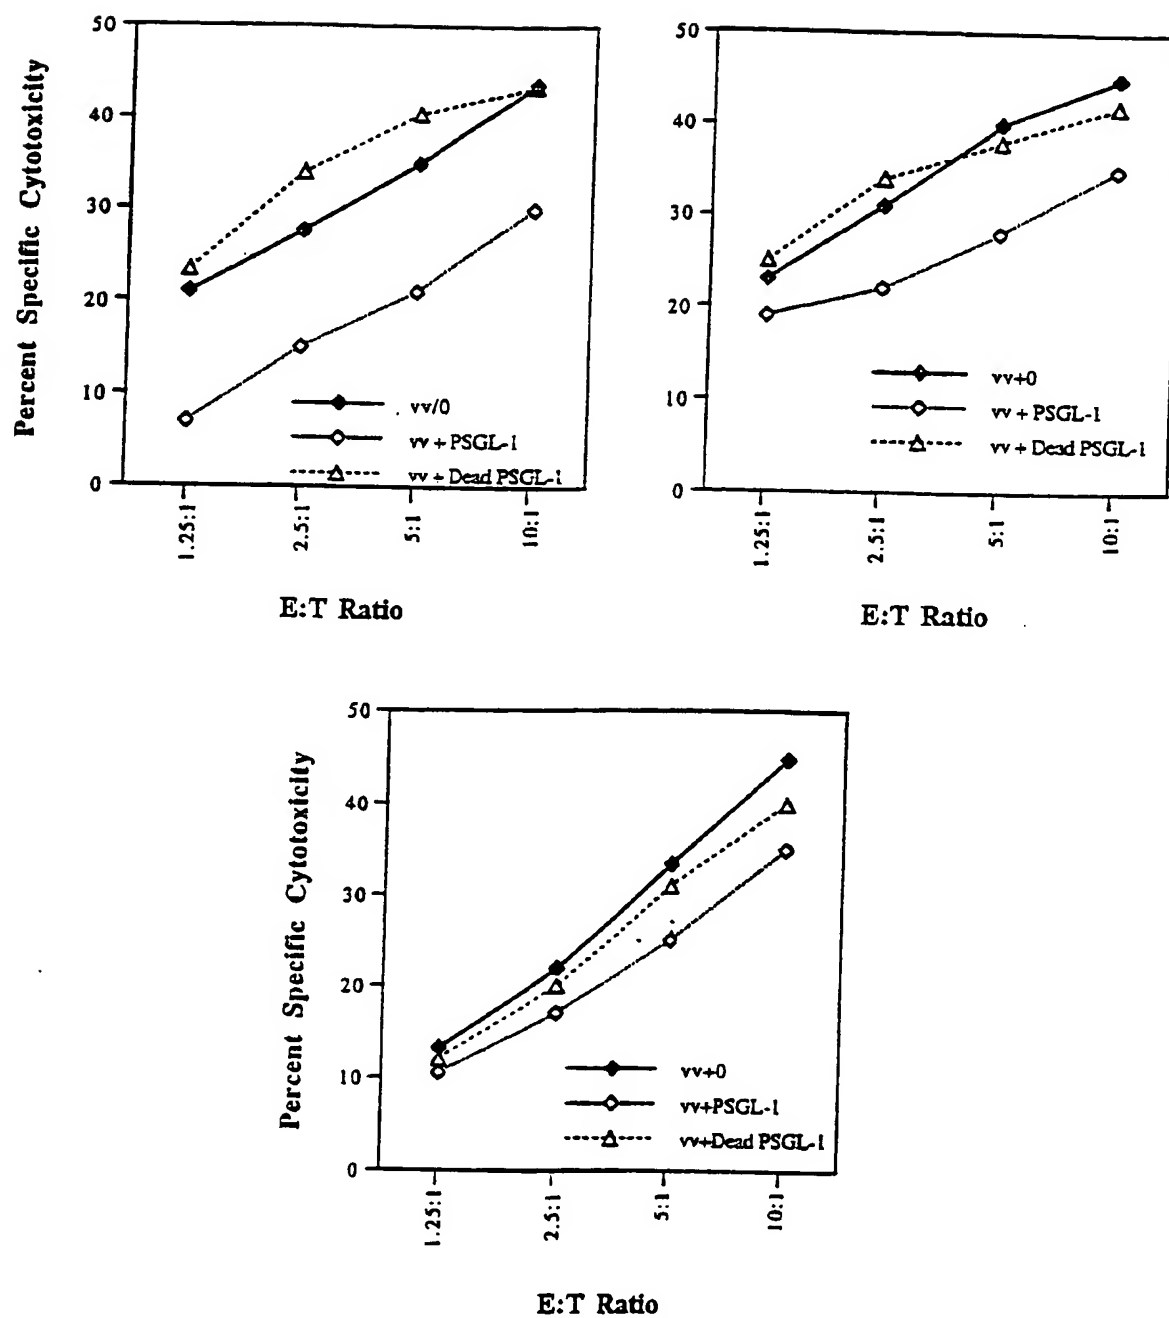 Percent Specific Cytotoxicity
50
40
30
20
10
0
vv/0
vv + PSGL-1
vv + Dead PSGL-1
1.25:1
2.5:1
5:1
10:1
E:T Ratio
50
40
30
20
10
0
vv+0
vv + PSGL-1
vv + Dead PSGL-1
1.25:1
2.5:1
5:1
10:1
E:T Ratio
Percent Specific Cytotoxicity
50
40
30
20
10
0
vv+0
vv+PSGL-1
vv+Dead PSGL-1
1.25:1
2.5:1
5:1
10:1
E:T Ratio